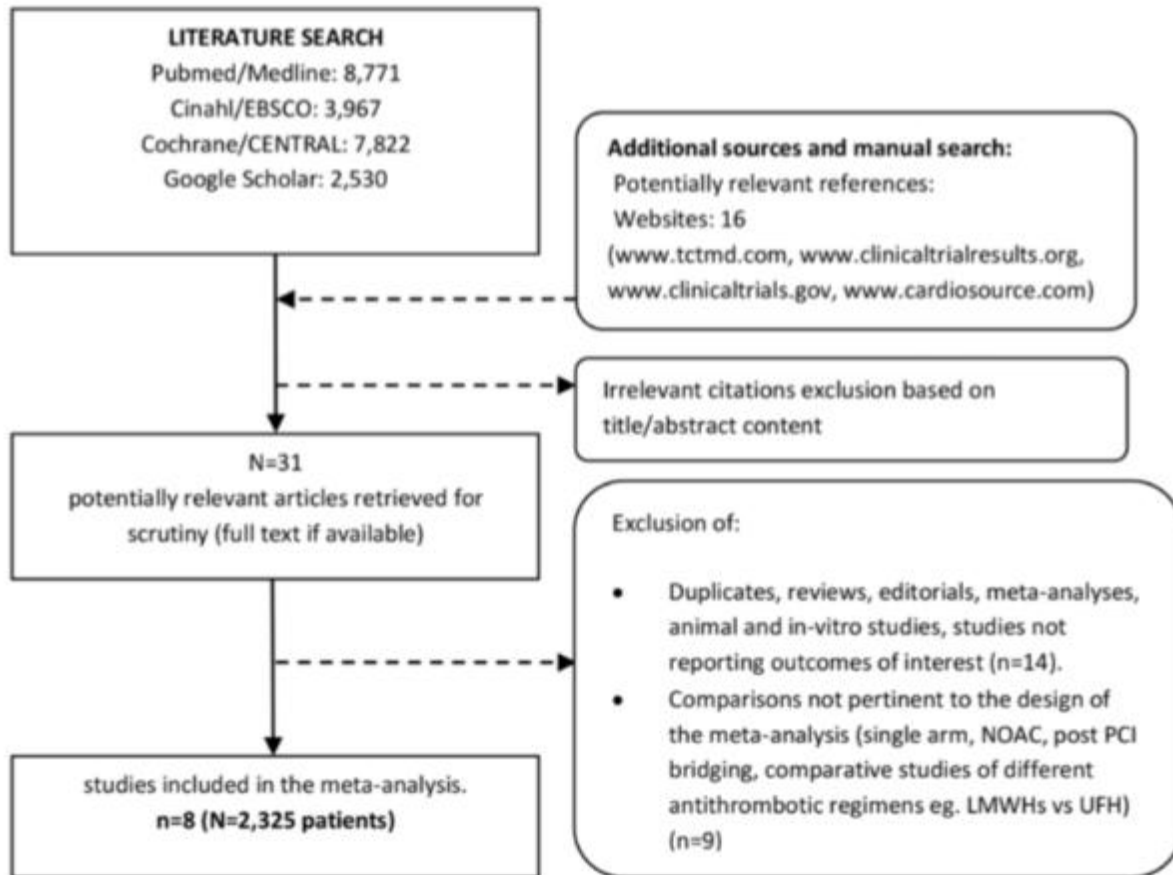 LITERATURE SEARCH
Pubmed/Medline: 8,771
Cinahl/EBSCO: 3,967
Cochrane/CENTRAL: 7,822
Google Scholar: 2,530
Additional sources and manual search:
Potentially relevant references:
Websites: 16
(www.tctmd.com, www.clinicaltrialresults.org,
www.clinicaltrials.gov, www.cardiosource.com)
Irrelevant citations exclusion based on
title/abstract content
N=31
potentially relevant articles retrieved for
scrutiny (full text if available)
Exclusion of:
• Duplicates, reviews, editorials, meta-analyses,
animal and in-vitro studies, studies not
reporting outcomes of interest (n=14).
• Comparisons not pertinent to the design of
the meta-analysis (single arm, NOAC, post PCI
bridging, comparative studies of different
antithrombotic regimens eg. LMWHs vs UFH)
(n=9)
studies included in the meta-analysis.
n=8 (N=2,325 patients)